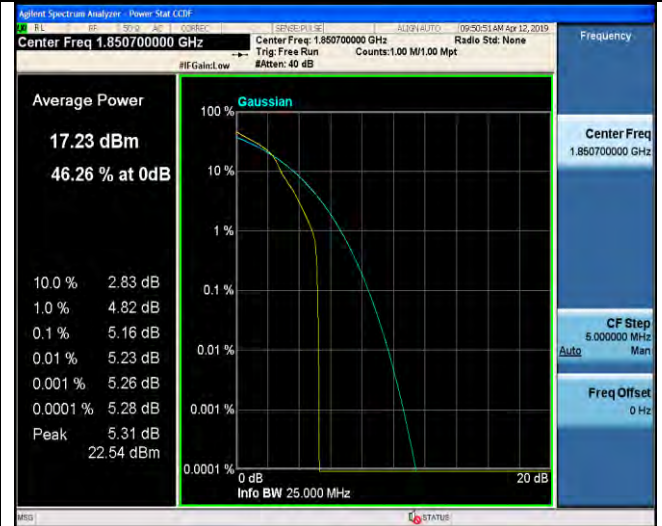 Agilent Spectrum Analyzer - Power Stat CCDF
RL RF 50 Ω AC CORREC SENSE:PULSE ALIGN AUTO 09:50:51 AM Apr 12, 2019
Center Freq 1.850700000 GHz
Center Freq: 1.850700000 GHz Radio Std: None
Trig: Free Run Counts:1.00 M/1.00 Mpt
#IFGain:Low #Atten: 40 dB
Frequency
Average Power
17.23 dBm
46.26 % at 0dB
10.0 % 2.83 dB
1.0 % 4.82 dB
0.1 % 5.16 dB
0.01 % 5.23 dB
0.001 % 5.26 dB
0.0001 % 5.28 dB
Peak 5.31 dB
22.54 dBm
Gaussian
100 %
10 %
1 %
0.1 %
0.01 %
0.001 %
0.0001 %
0 dB 20 dB
Info BW 25.000 MHz
Center Freq
1.850700000 GHz
CF Step
5.000000 MHz
Auto Man
Freq Offset
0 Hz
MSG STATUS